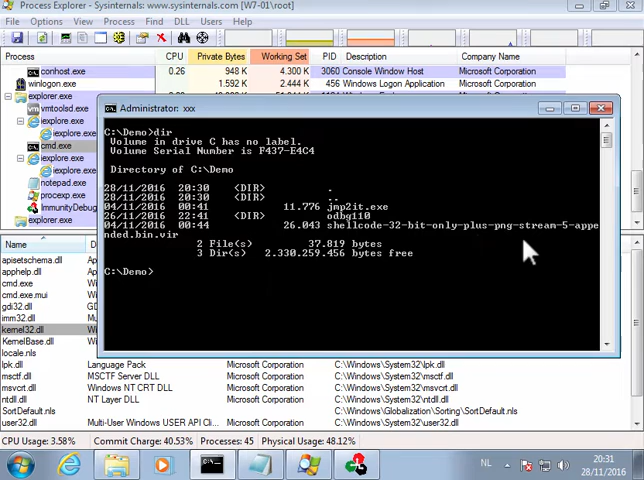 Process Explorer - Sysinternals: www.sysinternals.com [W7-01\root]
File Options View Process Find DLL Users Help
Process CPU Private Bytes Working Set PID Description Company Name
conhost.exe 0.26 948 K 4.300 K 3060 Console Window Host Microsoft Corporation
winlogon.exe 1.592 K 2.444 K 456 Windows Logon Application Microsoft Corporation
explorer.exe
vmtoolsd.exe
iexplore.exe
iexplore.exe
cmd.exe
iexplore.exe
iexplore.exe
notepad.exe
procexp.exe
ImmunityDebug
explorer.exe
Administrator: xxx
C:\Demo>dir
Volume in drive C has no label.
Volume Serial Number is F437-E4C4
Directory of C:\Demo
28/11/2016 20:30 <DIR> .
28/11/2016 20:30 <DIR> ..
04/11/2016 00:41 11.776 jmp2it.exe
26/11/2016 22:41 <DIR> odbg110
04/11/2016 00:44 26.043 shellcode-32-bit-only-plus-png-stream-5-appe
nded.bin.vir
2 File(s) 37.819 bytes
3 Dir(s) 2.330.259.456 bytes free
C:\Demo>
Name
apisetschema.dll
apphelp.dll
cmd.exe
cmd.exe.mui
gdi32.dll
imm32.dll
kernel32.dll
KernelBase.dll
locale.nls
lpk.dll Language Pack Microsoft Corporation C:\Windows\System32\lpk.dll
msctf.dll MSCTF Server DLL Microsoft Corporation C:\Windows\System32\msctf.dll
msvcrt.dll Windows NT CRT DLL Microsoft Corporation C:\Windows\System32\msvcrt.dll
ntdll.dll NT Layer DLL Microsoft Corporation C:\Windows\System32\ntdll.dll
SortDefault.nls C:\Windows\Globalization\Sorting\SortDefault.nls
user32.dll Multi-User Windows USER API Cl... Microsoft Corporation C:\Windows\System32\user32.dll
CPU Usage: 3.58% Commit Charge: 40.53% Processes: 45 Physical Usage: 48.12%
NL
20:31
28/11/2016